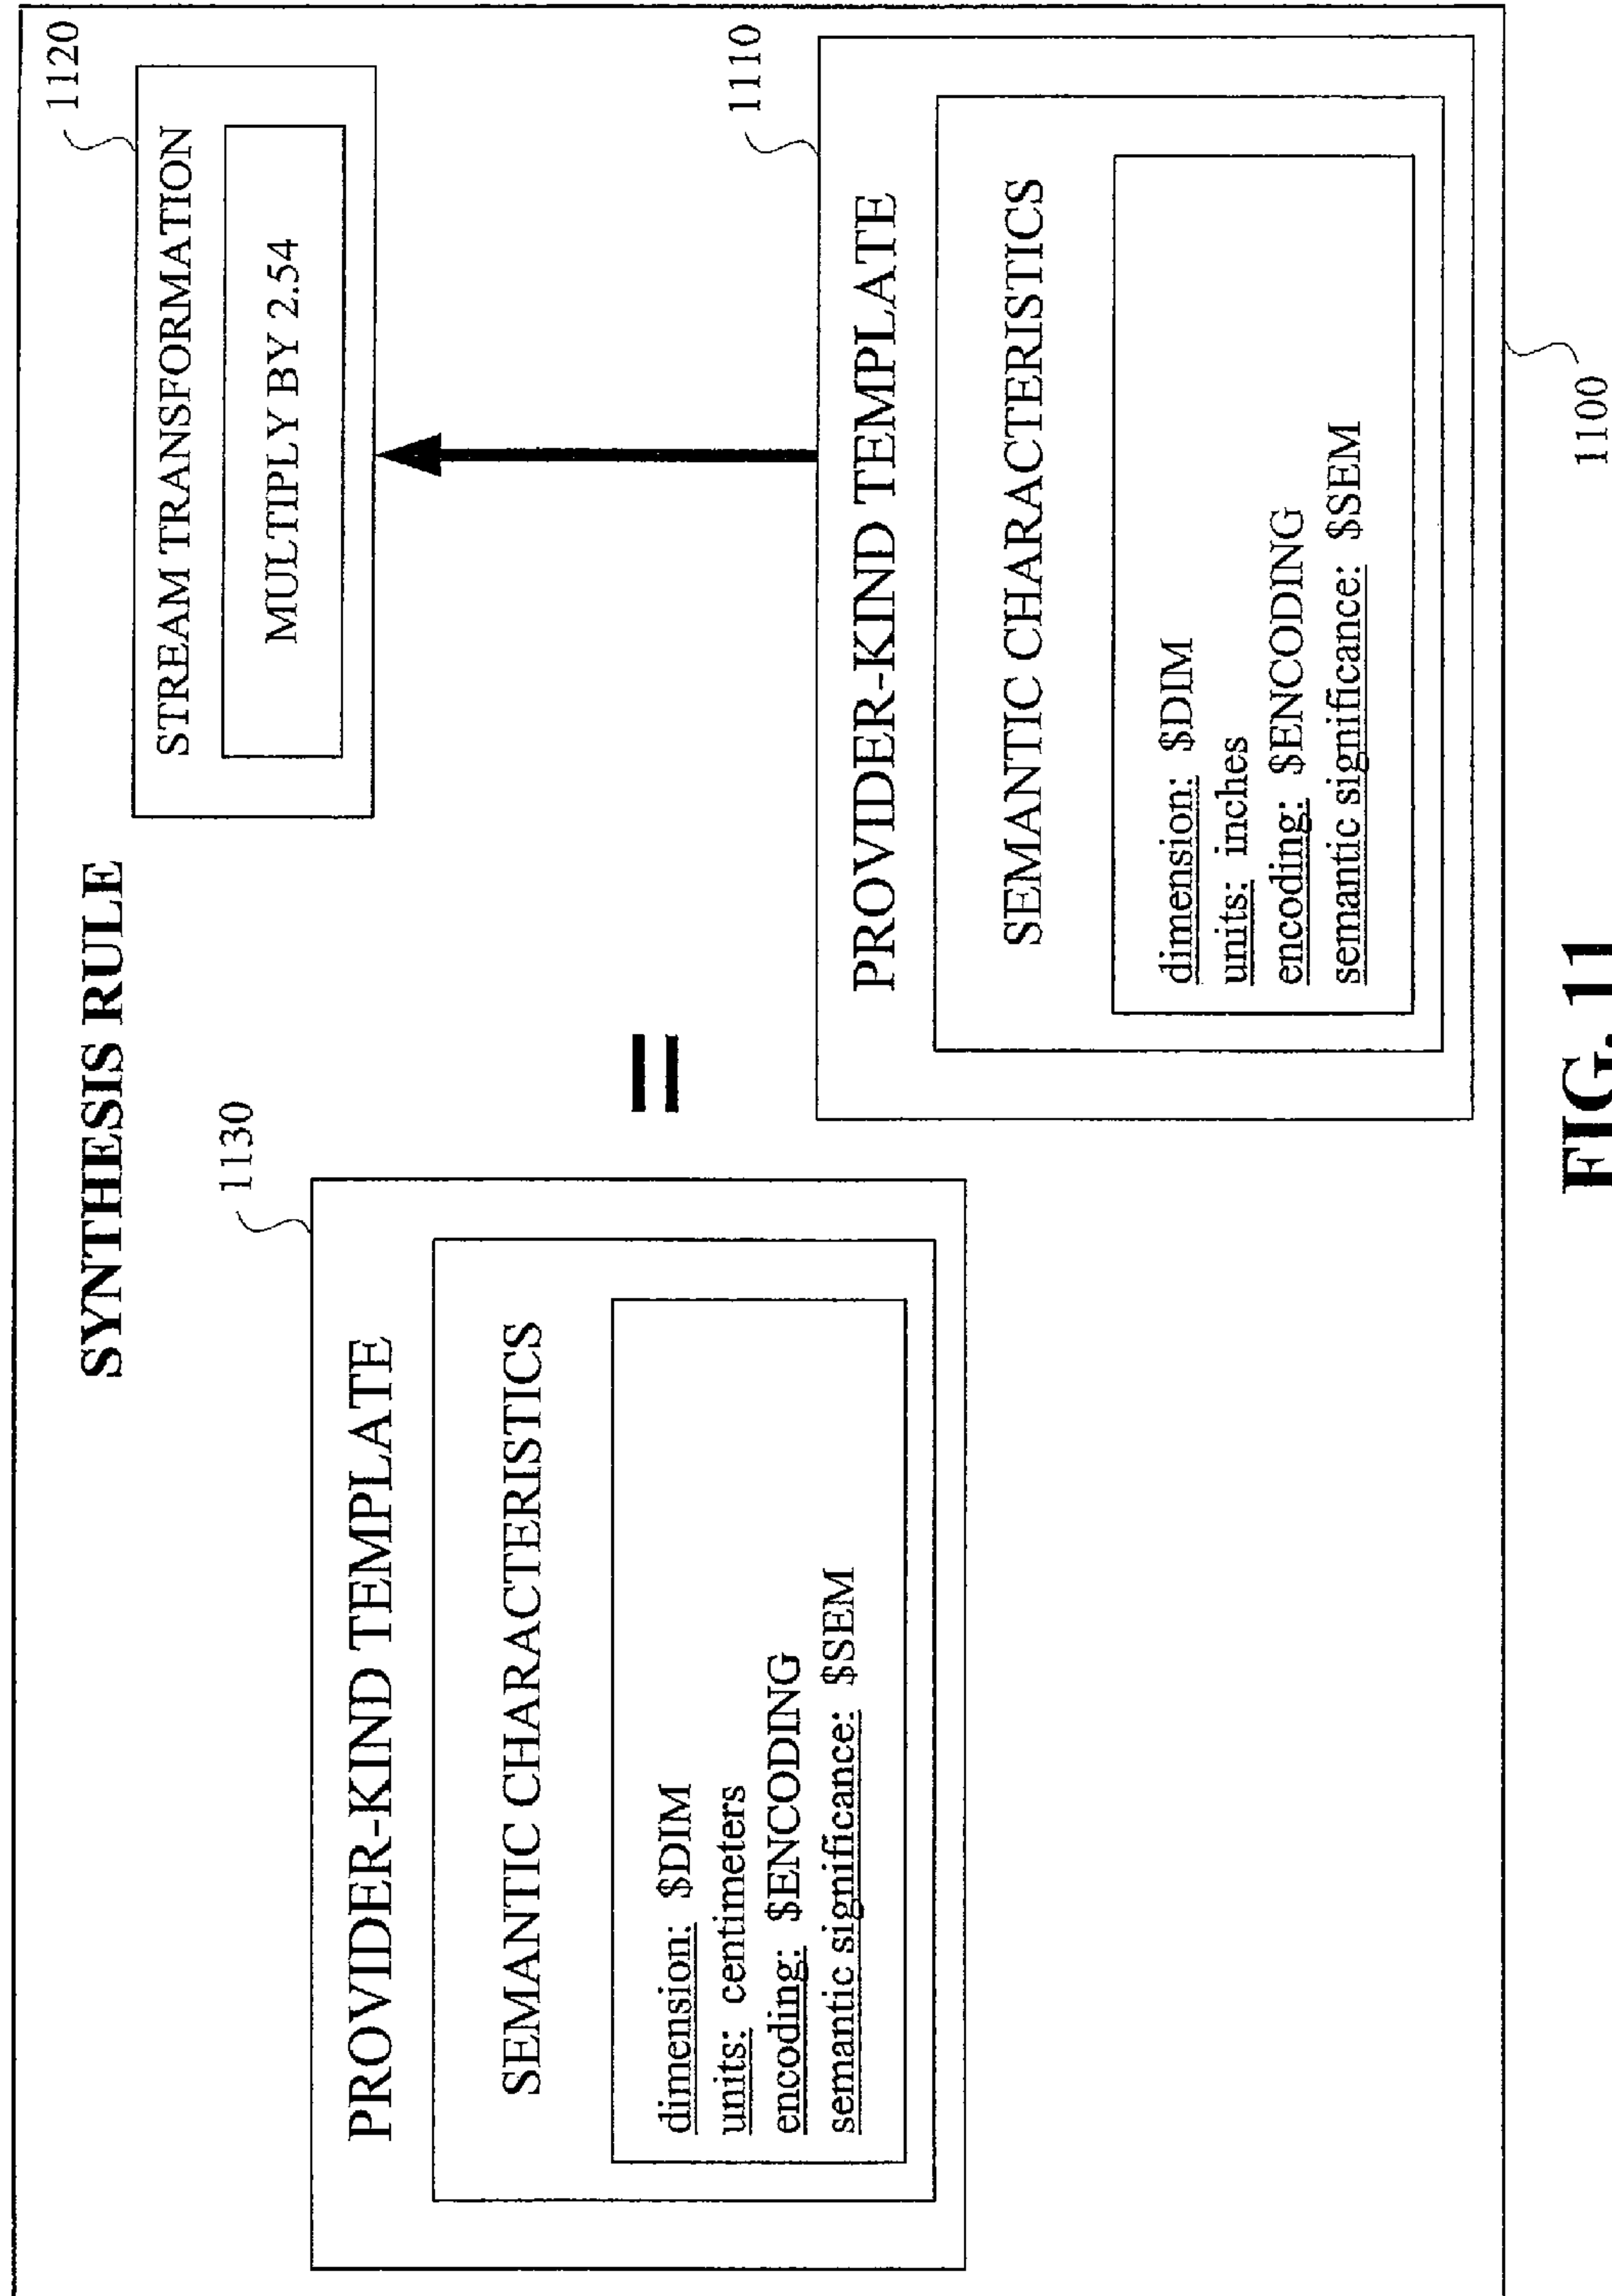 SYNTHESIS RULE
1130
PROVIDER-KIND TEMPLATE
SEMANTIC CHARACTERISTICS
dimension: $DIM
units: centimeters
encoding: $ENCODING
semantic significance: $SEM
=
1120
STREAM TRANSFORMATION
MULTIPLY BY 2.54
1110
PROVIDER-KIND TEMPLATE
SEMANTIC CHARACTERISTICS
dimension: $DIM
units: inches
encoding: $ENCODING
semantic significance: $SEM
1100
FIG. 11